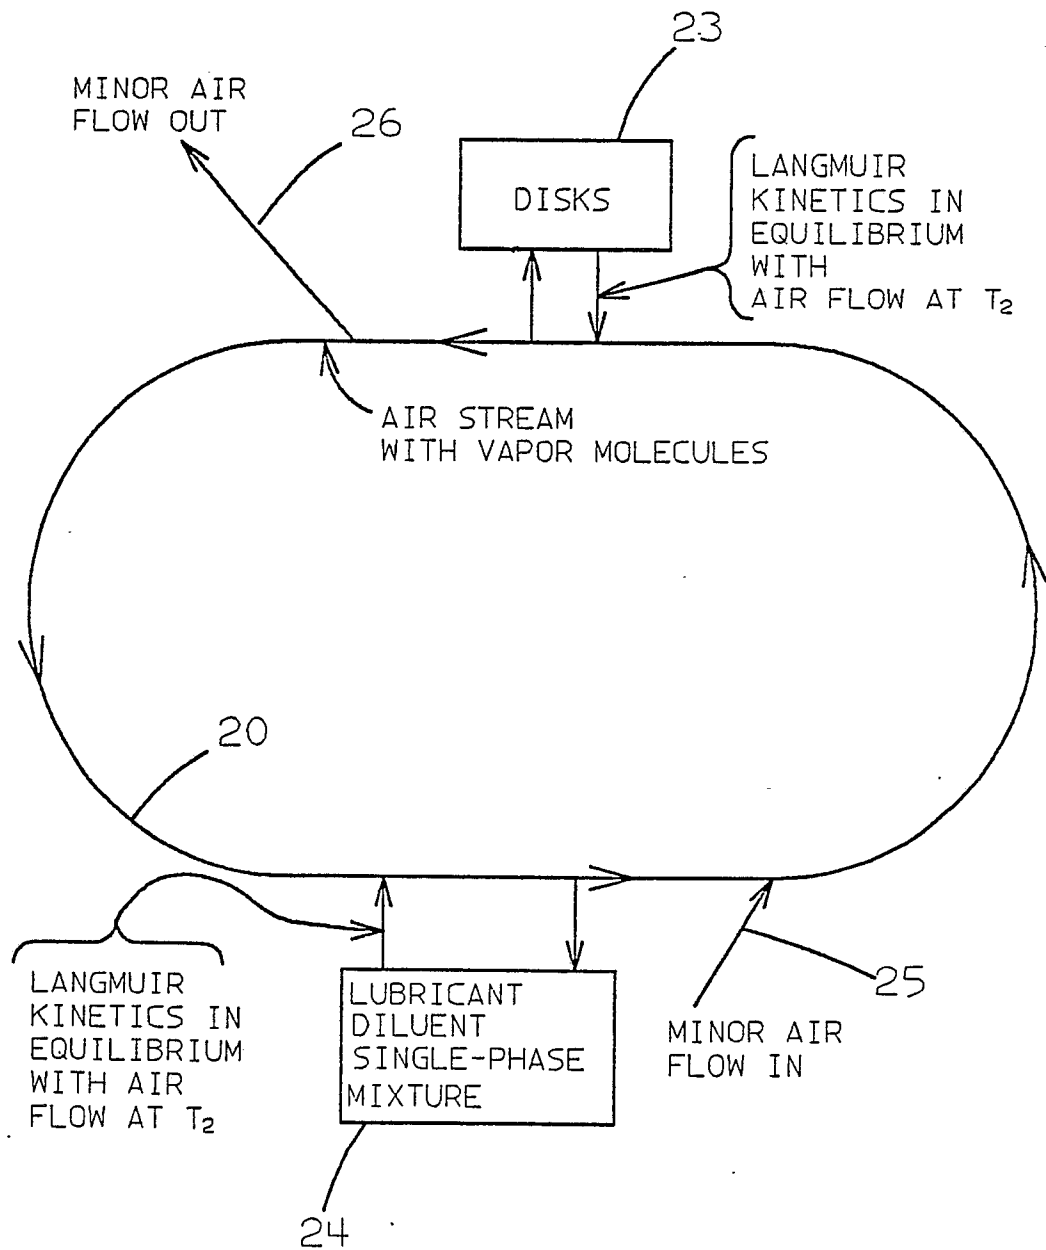 23
MINOR AIR
FLOW OUT
26
DISKS
LANGMUIR
KINETICS IN
EQUILIBRIUM
WITH
AIR FLOW AT T₂
AIR STREAM
WITH VAPOR MOLECULES
20
LANGMUIR
KINETICS IN
EQUILIBRIUM
WITH AIR
FLOW AT T₂
LUBRICANT
DILUENT
SINGLE-PHASE
MIXTURE
25
MINOR AIR
FLOW IN
24